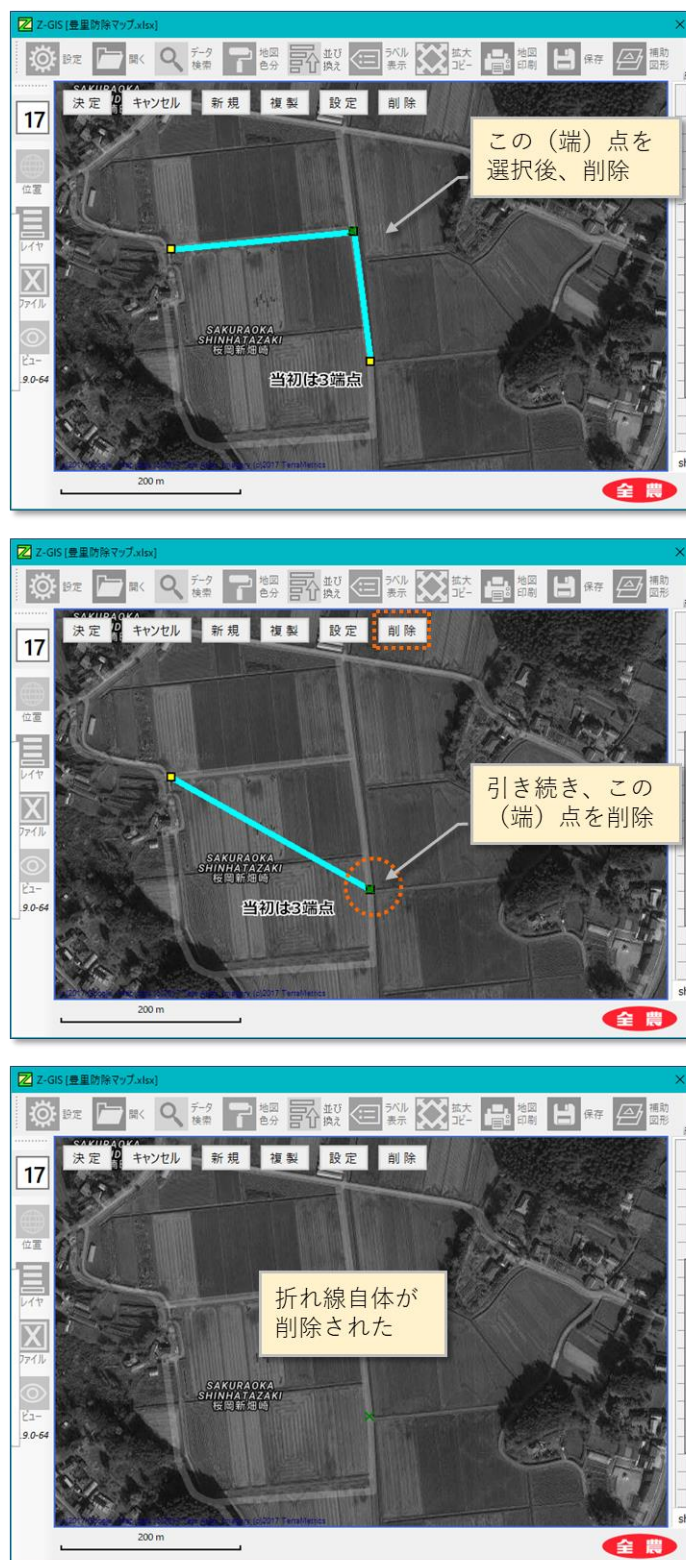 Z-GIS [豊里防除マップ.xlsx]
設定
開く
データ
検索
地図
色分
並び
換え
ラベル
表示
拡大
コピー
地図
印刷
保存
補助
図形
17
位置
レイヤ
ファイル
ビュー
.9.0-64
決定 キャンセル 新規 複製 設定 削除
この（端）点を
選択後、削除
SAKURAOKA
SHINHATAZAKI
桜岡新畑崎
当初は3端点
200 m
全農
Z-GIS [豊里防除マップ.xlsx]
設定
開く
データ
検索
地図
色分
並び
換え
ラベル
表示
拡大
コピー
地図
印刷
保存
補助
図形
17
位置
レイヤ
ファイル
ビュー
.9.0-64
決定 キャンセル 新規 複製 設定 削除
引き続き、この
（端）点を削除
SAKURAOKA
SHINHATAZAKI
桜岡新畑崎
当初は3端点
200 m
全農
Z-GIS [豊里防除マップ.xlsx]
設定
開く
データ
検索
地図
色分
並び
換え
ラベル
表示
拡大
コピー
地図
印刷
保存
補助
図形
17
位置
レイヤ
ファイル
ビュー
.9.0-64
決定 キャンセル 新規 複製 設定 削除
折れ線自体が
削除された
SAKURAOKA
SHINHATAZAKI
桜岡新畑崎
200 m
全農